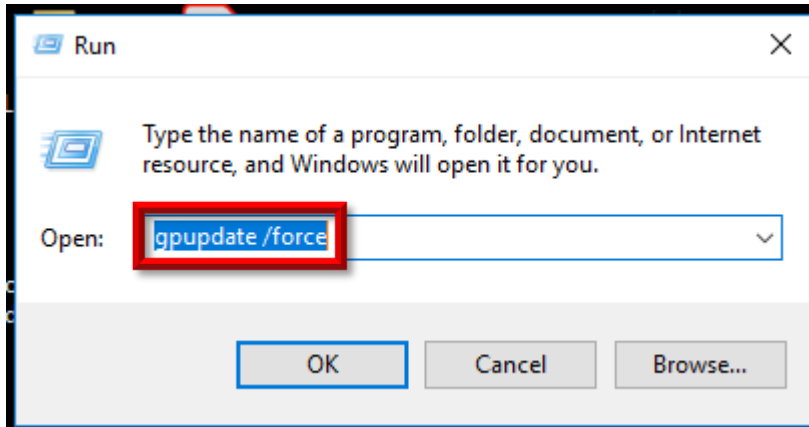 Run
Type the name of a program, folder, document, or Internet
resource, and Windows will open it for you.
Open: gpupdate /force
OK Cancel Browse...